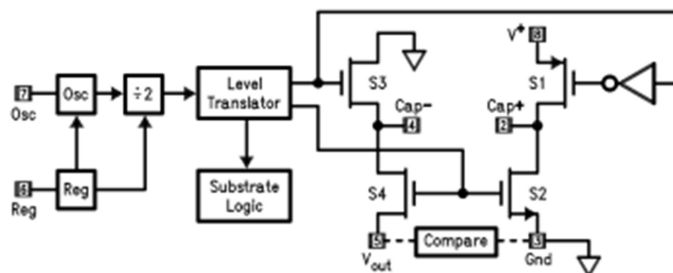 8
V+
7
Osc
Osc
÷2
Level
Translator
S3
Cap-
4
S1
Cap+
2
6
Reg
Reg
Substrate
Logic
S4
S2
5
Vout
Compare
3
Gnd